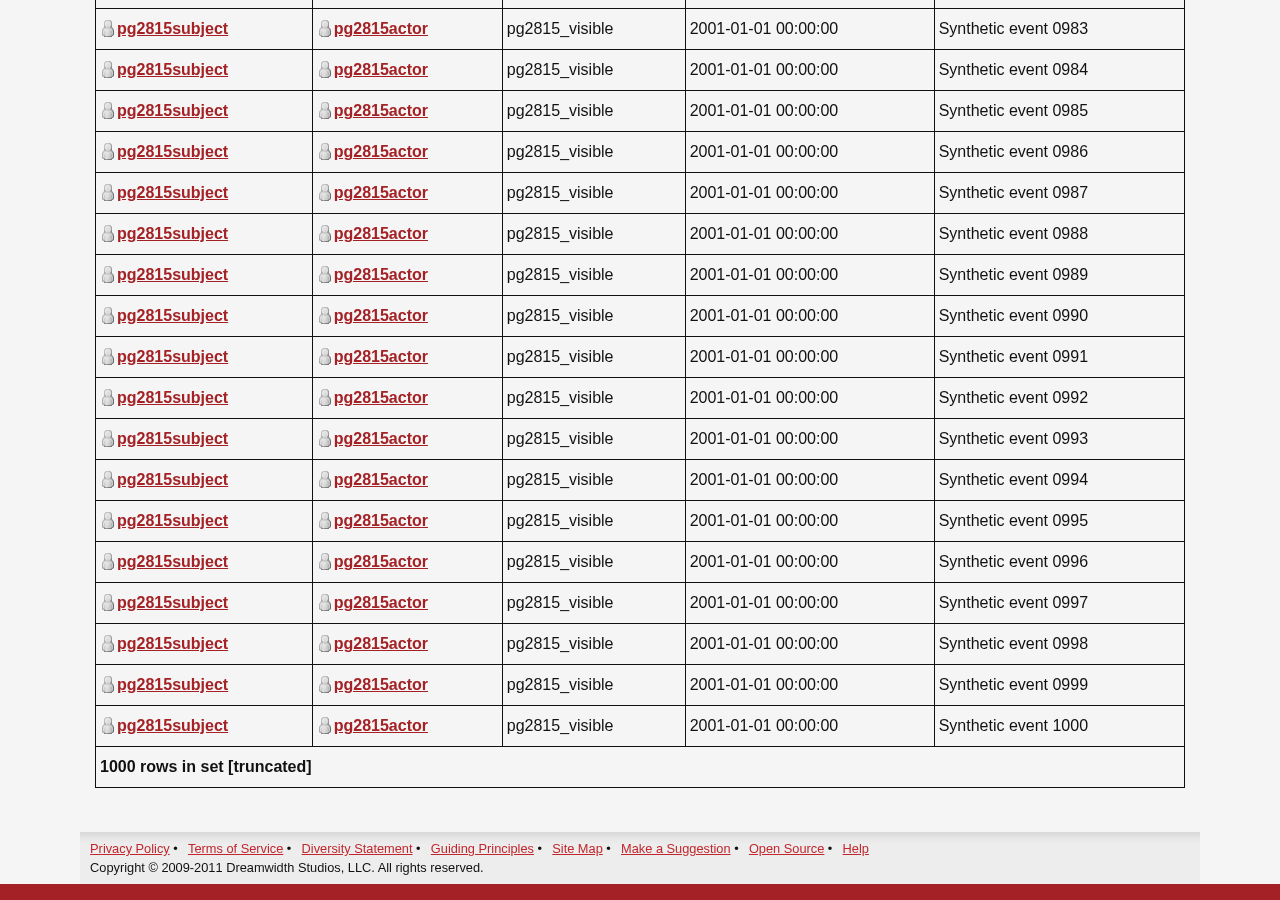 pg2815subject pg2815actor pg2815_visible 2001-01-01 00:00:00 Synthetic event 0983
pg2815subject pg2815actor pg2815_visible 2001-01-01 00:00:00 Synthetic event 0984
pg2815subject pg2815actor pg2815_visible 2001-01-01 00:00:00 Synthetic event 0985
pg2815subject pg2815actor pg2815_visible 2001-01-01 00:00:00 Synthetic event 0986
pg2815subject pg2815actor pg2815_visible 2001-01-01 00:00:00 Synthetic event 0987
pg2815subject pg2815actor pg2815_visible 2001-01-01 00:00:00 Synthetic event 0988
pg2815subject pg2815actor pg2815_visible 2001-01-01 00:00:00 Synthetic event 0989
pg2815subject pg2815actor pg2815_visible 2001-01-01 00:00:00 Synthetic event 0990
pg2815subject pg2815actor pg2815_visible 2001-01-01 00:00:00 Synthetic event 0991
pg2815subject pg2815actor pg2815_visible 2001-01-01 00:00:00 Synthetic event 0992
pg2815subject pg2815actor pg2815_visible 2001-01-01 00:00:00 Synthetic event 0993
pg2815subject pg2815actor pg2815_visible 2001-01-01 00:00:00 Synthetic event 0994
pg2815subject pg2815actor pg2815_visible 2001-01-01 00:00:00 Synthetic event 0995
pg2815subject pg2815actor pg2815_visible 2001-01-01 00:00:00 Synthetic event 0996
pg2815subject pg2815actor pg2815_visible 2001-01-01 00:00:00 Synthetic event 0997
pg2815subject pg2815actor pg2815_visible 2001-01-01 00:00:00 Synthetic event 0998
pg2815subject pg2815actor pg2815_visible 2001-01-01 00:00:00 Synthetic event 0999
pg2815subject pg2815actor pg2815_visible 2001-01-01 00:00:00 Synthetic event 1000
1000 rows in set [truncated]
Privacy Policy • Terms of Service • Diversity Statement • Guiding Principles • Site Map • Make a Suggestion • Open Source • Help
Copyright © 2009-2011 Dreamwidth Studios, LLC. All rights reserved.